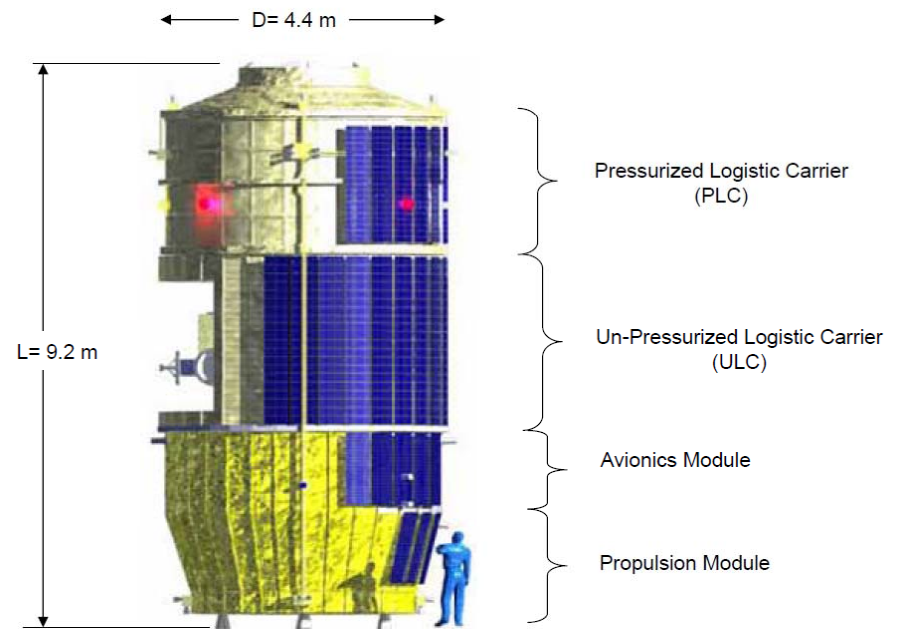 D= 4.4 m
Pressurized Logistic Carrier
(PLC)
L= 9.2 m
Un-Pressurized Logistic Carrier
(ULC)
Avionics Module
Propulsion Module